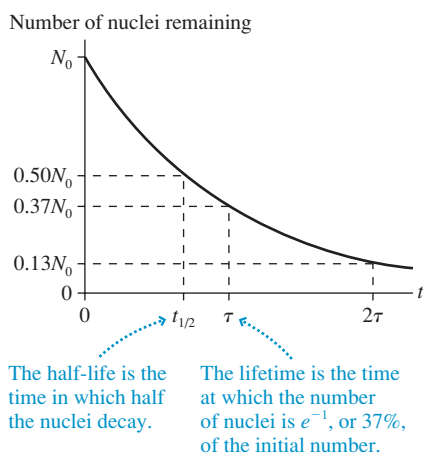 Number of nuclei remaining
N₀
0.50N₀
0.37N₀
0.13N₀
0
t
0
t₁/₂
τ
2τ
The half-life is the
time in which half
the nuclei decay.
The lifetime is the time
at which the number
of nuclei is e⁻¹, or 37%,
of the initial number.